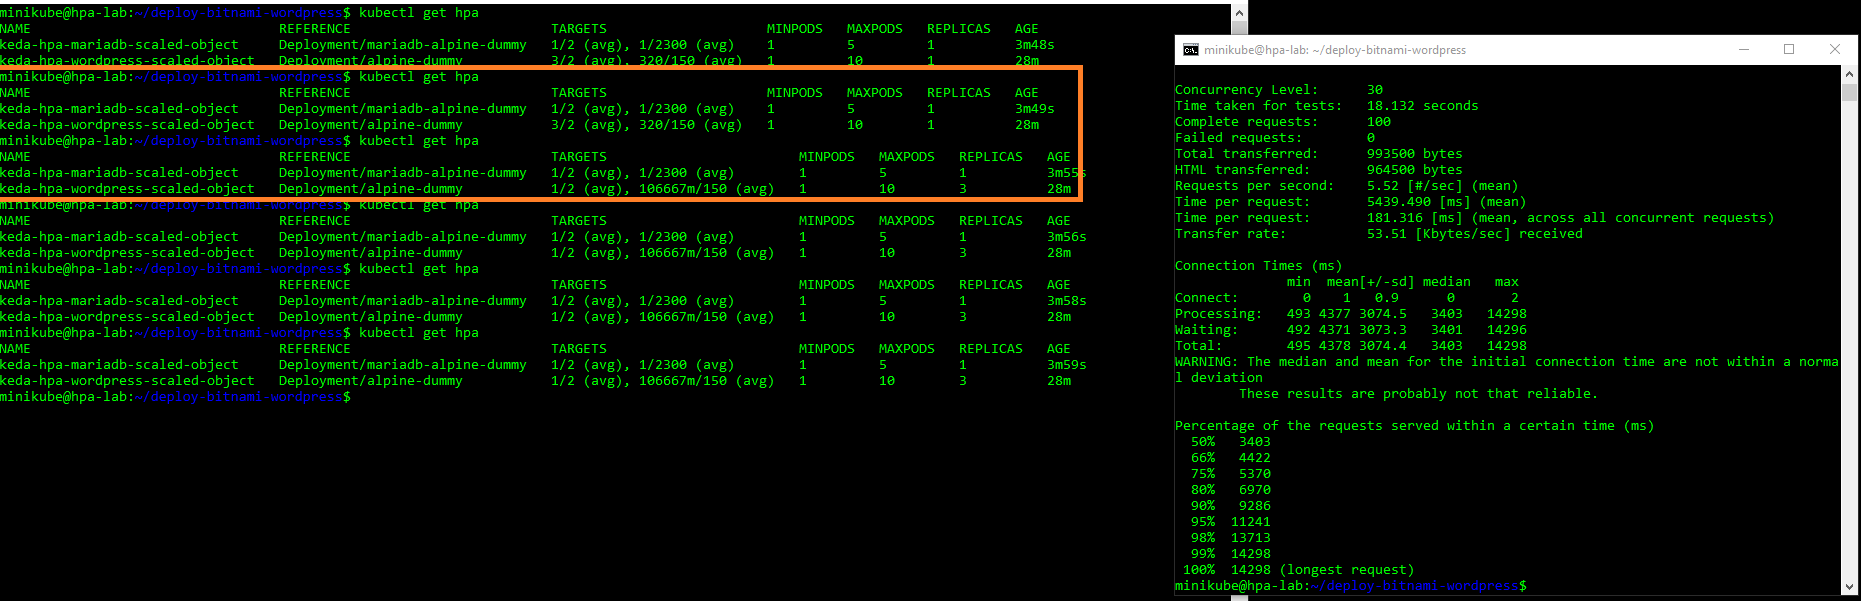 minikube@hpa-lab:~/deploy-bitnami-wordpress$ kubectl get hpa
NAME REFERENCE TARGETS MINPODS MAXPODS REPLICAS AGE
keda-hpa-mariadb-scaled-object Deployment/mariadb-alpine-dummy 1/2 (avg), 1/2300 (avg) 1 5 1 3m48s
keda-hpa-wordpress-scaled-object Deployment/alpine-dummy 3/2 (avg), 320/150 (avg) 1 10 1 28m
minikube@hpa-lab:~/deploy-bitnami-wordpress$ kubectl get hpa
NAME REFERENCE TARGETS MINPODS MAXPODS REPLICAS AGE
keda-hpa-mariadb-scaled-object Deployment/mariadb-alpine-dummy 1/2 (avg), 1/2300 (avg) 1 5 1 3m49s
keda-hpa-wordpress-scaled-object Deployment/alpine-dummy 3/2 (avg), 320/150 (avg) 1 10 1 28m
minikube@hpa-lab:~/deploy-bitnami-wordpress$ kubectl get hpa
NAME REFERENCE TARGETS MINPODS MAXPODS REPLICAS AGE
keda-hpa-mariadb-scaled-object Deployment/mariadb-alpine-dummy 1/2 (avg), 1/2300 (avg) 1 5 1 3m55s
keda-hpa-wordpress-scaled-object Deployment/alpine-dummy 1/2 (avg), 106667m/150 (avg) 1 10 3 28m
minikube@hpa-lab:~/deploy-bitnami-wordpress$ kubectl get hpa
NAME REFERENCE TARGETS MINPODS MAXPODS REPLICAS AGE
keda-hpa-mariadb-scaled-object Deployment/mariadb-alpine-dummy 1/2 (avg), 1/2300 (avg) 1 5 1 3m56s
keda-hpa-wordpress-scaled-object Deployment/alpine-dummy 1/2 (avg), 106667m/150 (avg) 1 10 3 28m
minikube@hpa-lab:~/deploy-bitnami-wordpress$ kubectl get hpa
NAME REFERENCE TARGETS MINPODS MAXPODS REPLICAS AGE
keda-hpa-mariadb-scaled-object Deployment/mariadb-alpine-dummy 1/2 (avg), 1/2300 (avg) 1 5 1 3m58s
keda-hpa-wordpress-scaled-object Deployment/alpine-dummy 1/2 (avg), 106667m/150 (avg) 1 10 3 28m
minikube@hpa-lab:~/deploy-bitnami-wordpress$ kubectl get hpa
NAME REFERENCE TARGETS MINPODS MAXPODS REPLICAS AGE
keda-hpa-mariadb-scaled-object Deployment/mariadb-alpine-dummy 1/2 (avg), 1/2300 (avg) 1 5 1 3m59s
keda-hpa-wordpress-scaled-object Deployment/alpine-dummy 1/2 (avg), 106667m/150 (avg) 1 10 3 28m
minikube@hpa-lab:~/deploy-bitnami-wordpress$
minikube@hpa-lab: ~/deploy-bitnami-wordpress
Concurrency Level: 30
Time taken for tests: 18.132 seconds
Complete requests: 100
Failed requests: 0
Total transferred: 993500 bytes
HTML transferred: 964500 bytes
Requests per second: 5.52 [#/sec] (mean)
Time per request: 5439.490 [ms] (mean)
Time per request: 181.316 [ms] (mean, across all concurrent requests)
Transfer rate: 53.51 [Kbytes/sec] received
Connection Times (ms)
min mean[+/-sd] median max
Connect: 0 1 0.9 0 2
Processing: 493 4377 3074.5 3403 14298
Waiting: 492 4371 3073.3 3401 14296
Total: 495 4378 3074.4 3403 14298
WARNING: The median and mean for the initial connection time are not within a norma
l deviation
These results are probably not that reliable.
Percentage of the requests served within a certain time (ms)
50% 3403
66% 4422
75% 5370
80% 6970
90% 9286
95% 11241
98% 13713
99% 14298
100% 14298 (longest request)
minikube@hpa-lab:~/deploy-bitnami-wordpress$